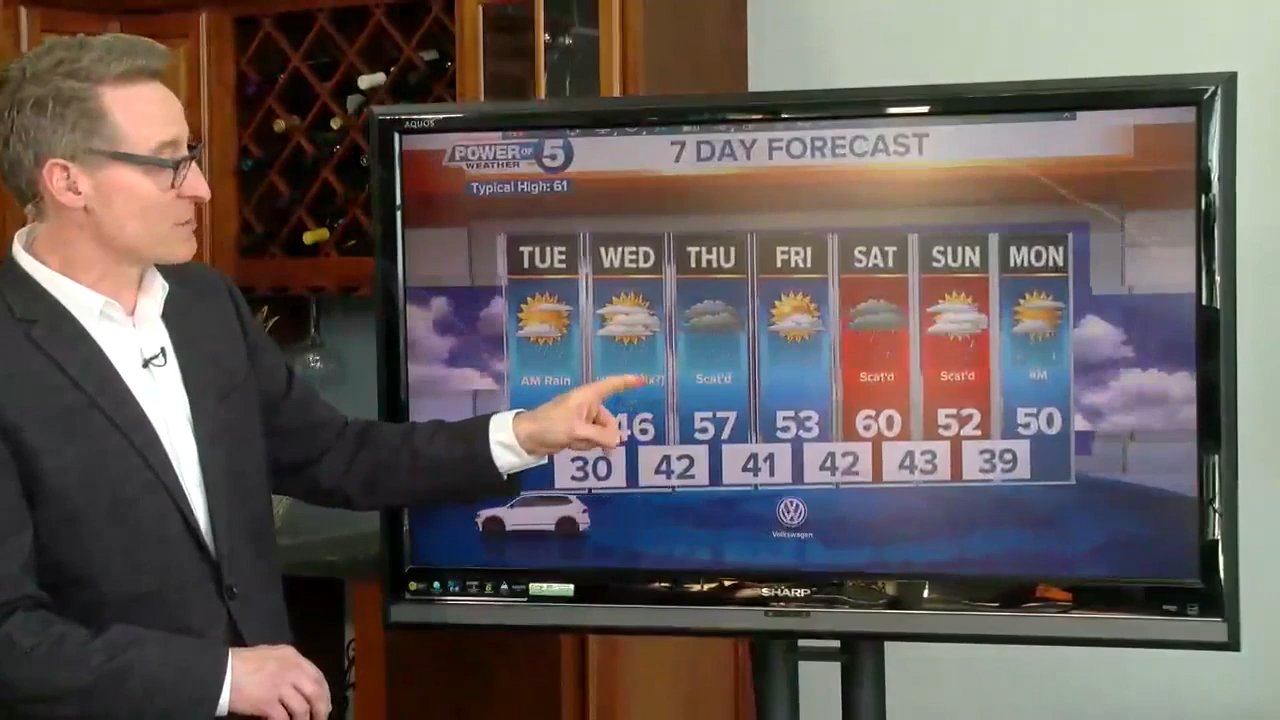 AQUOS
POWER OF 5
WEATHER
7 DAY FORECAST
Typical High: 61
TUE WED THU FRI SAT SUN MON
AM Rain Scat'd Scat'd Scat'd AM
46 57 53 60 52 50
30 42 41 42 43 39
Volkswagen
SHARP